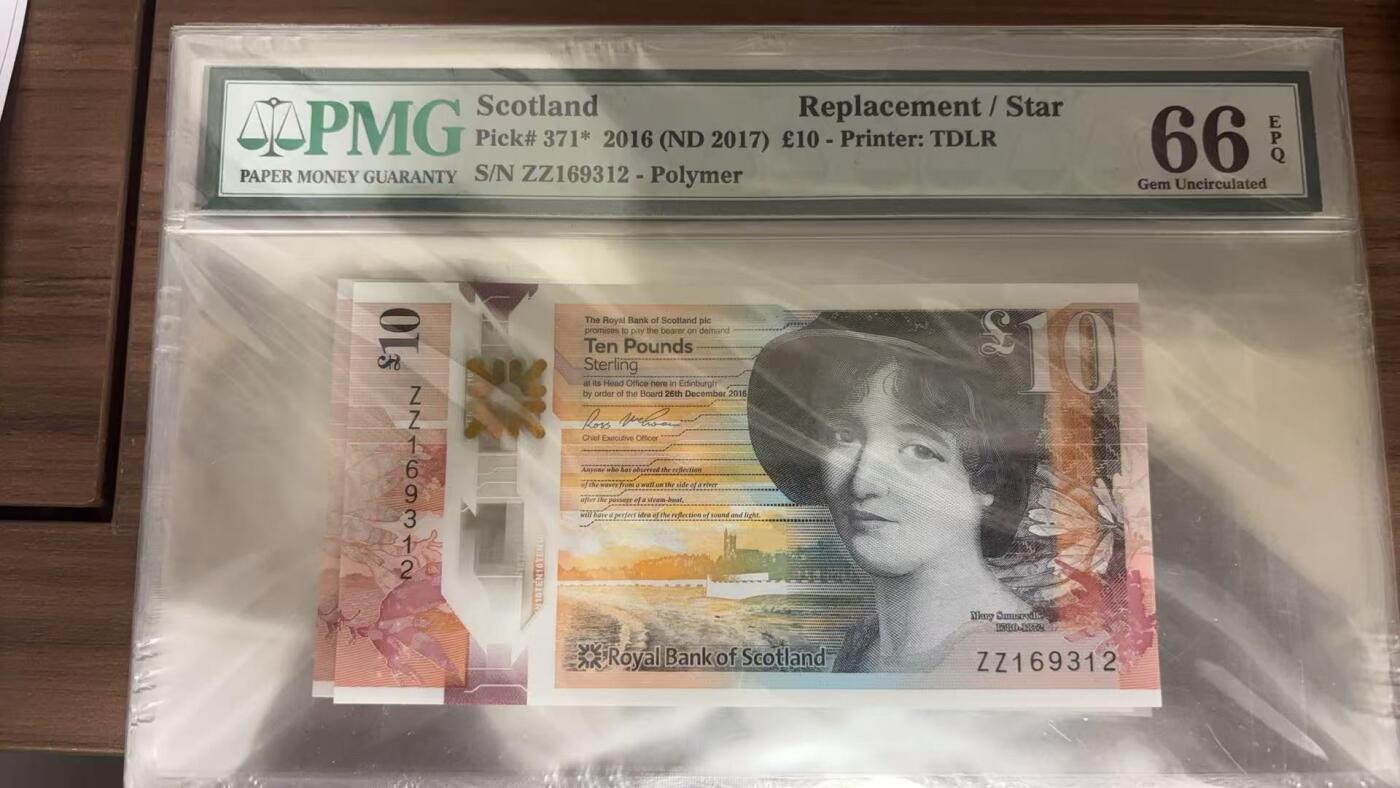 PMG
PAPER MONEY GUARANTY
Scotland
Replacement / Star
Pick# 371* 2016 (ND 2017) £10 - Printer: TDLR
S/N ZZ169312 - Polymer
66
EPQ
Gem Uncirculated
£10
ZZ169312
The Royal Bank of Scotland plc
promises to pay the bearer on demand
Ten Pounds
Sterling
at its Head Office here in Edinburgh
by order of the Board 26th December 2016
Chief Executive Officer
Anyone who has observed the reflection
of the waves from a wall on the side of a river
after the passage of a steam-boat,
will have a perfect idea of the reflection of sound and light.
£10
Mary Somerville
1780-1872
Royal Bank of Scotland
ZZ169312